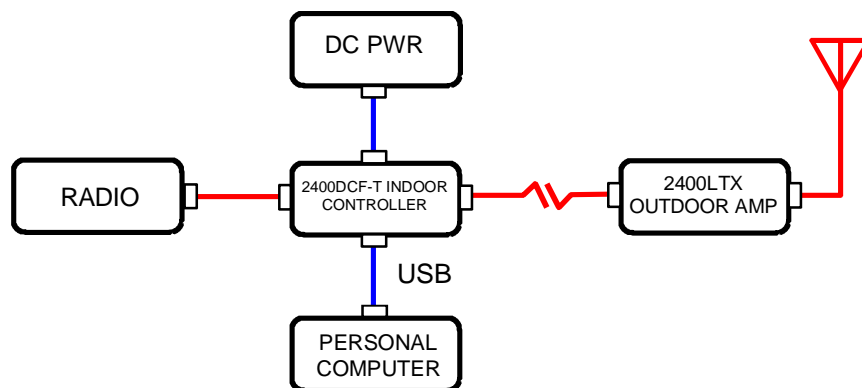 DC PWR
RADIO
2400DCF-T INDOOR
CONTROLLER
2400LTX
OUTDOOR AMP
USB
PERSONAL
COMPUTER